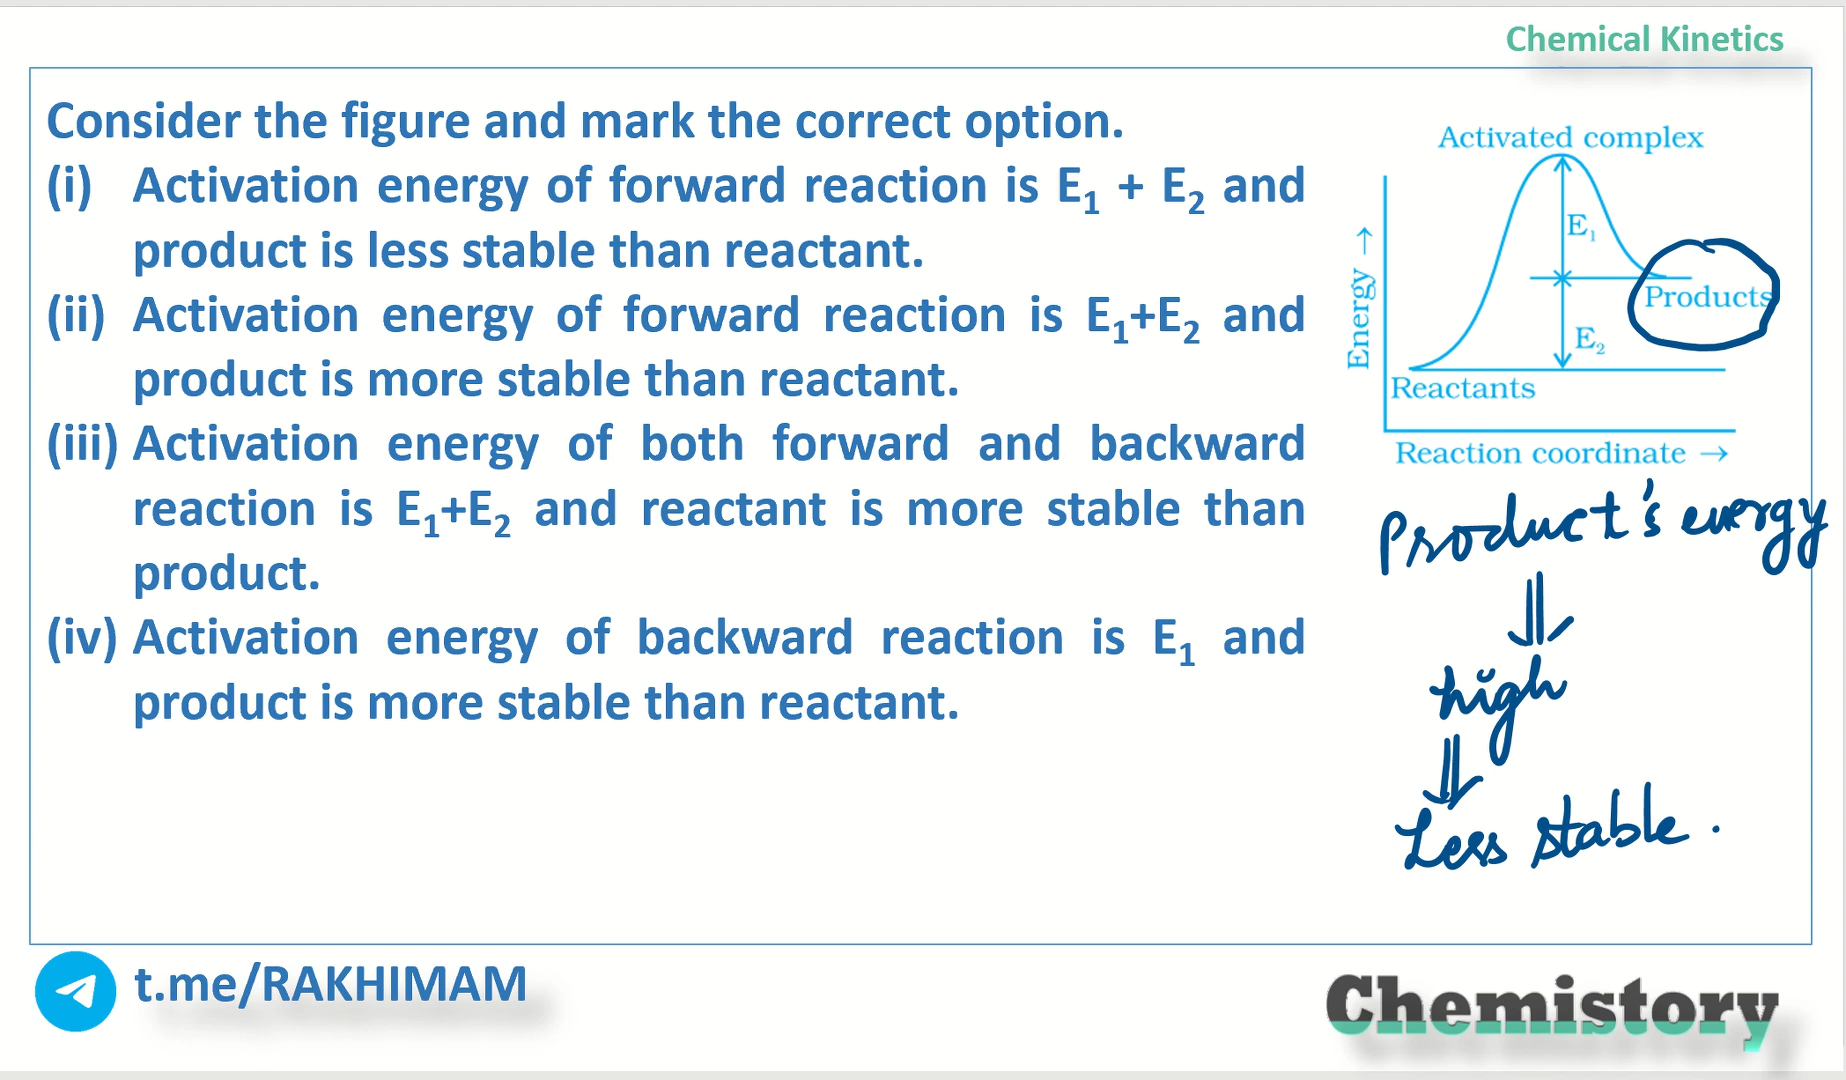 Chemical Kinetics
Consider the figure and mark the correct option.
(i) Activation energy of forward reaction is E₁ + E₂ and
product is less stable than reactant.
(ii) Activation energy of forward reaction is E₁+E₂ and
product is more stable than reactant.
(iii) Activation energy of both forward and backward
reaction is E₁+E₂ and reactant is more stable than
product.
(iv) Activation energy of backward reaction is E₁ and
product is more stable than reactant.
Activated complex
Energy →
E₁
Products
E₂
Reactants
Reaction coordinate →
Product's energy
high
Less stable.
t.me/RAKHIMAM
Chemistory